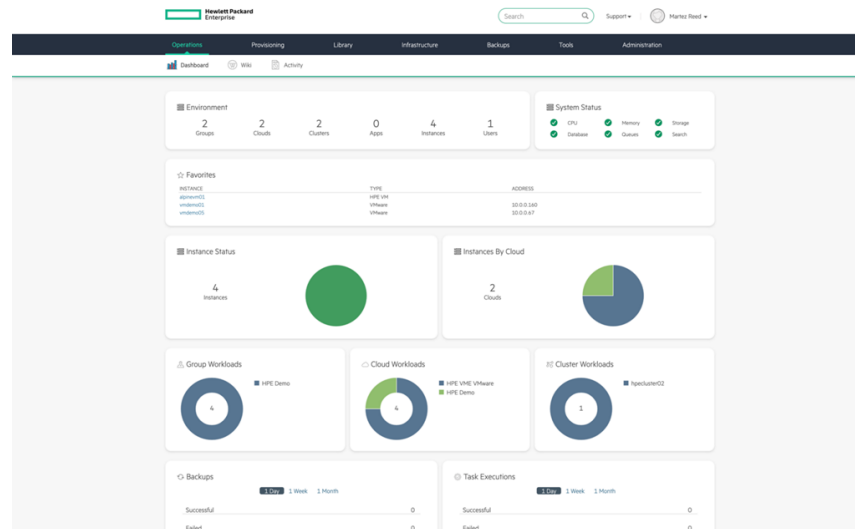 Hewlett Packard
Enterprise
Search
Support
Martez Reed
Operations Provisioning Library Infrastructure Backups Tools Administration
Dashboard Wiki Activity
Environment
2 2 2 0 4 1
Groups Clouds Clusters Apps Instances Users
System Status
CPU Memory Storage
Database Queues Search
Favorites
INSTANCE TYPE ADDRESS
alpinevm01 HPE VM
vmdemo01 VMware 10.0.0.160
vmdemo05 VMware 10.0.0.67
Instance Status
4
Instances
Instances By Cloud
2
Clouds
Group Workloads
4
HPE Demo
Cloud Workloads
4
HPE VME VMware
HPE Demo
Cluster Workloads
1
hpecluster02
Backups
1 Day 1 Week 1 Month
Successful 0
Failed 0
Task Executions
1 Day 1 Week 1 Month
Successful 0
Failed 0